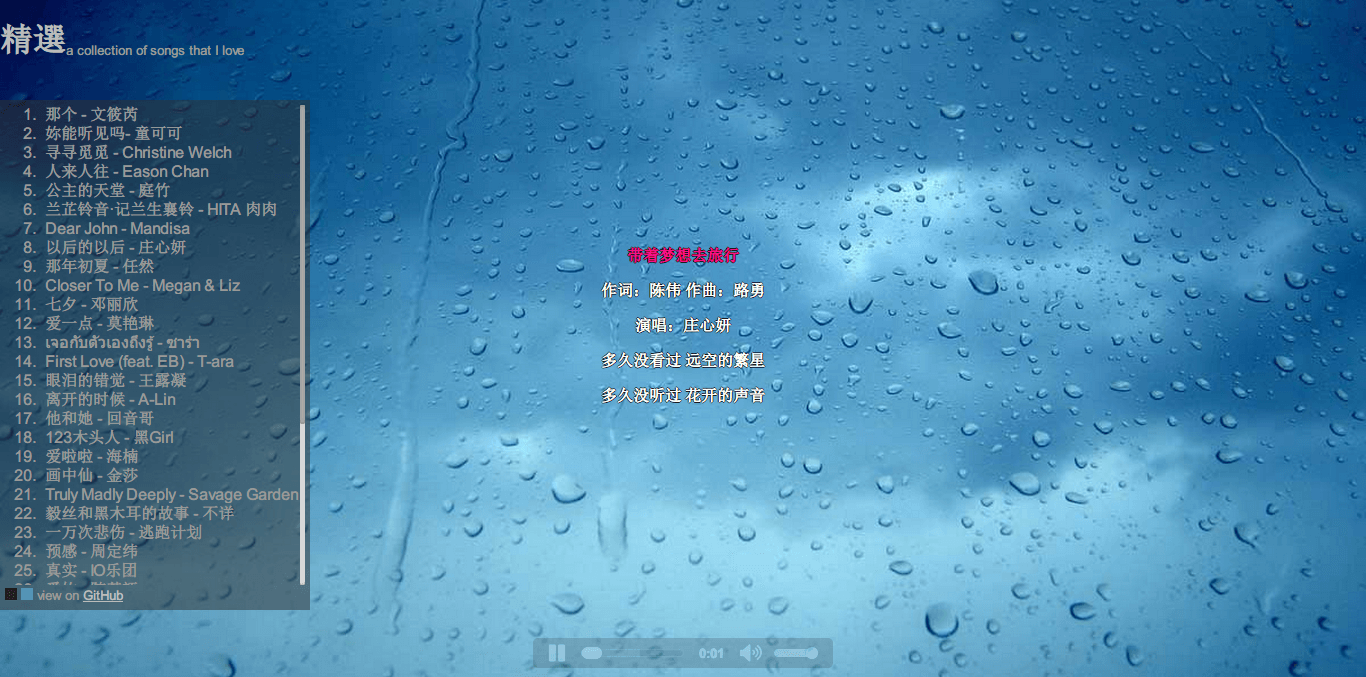 精選 a collection of songs that I love
1. 那个 - 文筱芮
2. 妳能听见吗- 童可可
3. 寻寻觅觅 - Christine Welch
4. 人来人往 - Eason Chan
5. 公主的天堂 - 庭竹
6. 兰芷铃音·记兰生襄铃 - HITA 肉肉
7. Dear John - Mandisa
8. 以后的以后 - 庄心妍
9. 那年初夏 - 任然
10. Closer To Me - Megan & Liz
11. 七夕 - 邓丽欣
12. 爱一点 - 莫艳琳
13. เจอกับตัวเองถึงรู้ - ซาร่า
14. First Love (feat. EB) - T-ara
15. 眼泪的错觉 - 王露凝
16. 离开的时候 - A-Lin
17. 他和她 - 回音哥
18. 123木头人 - 黑Girl
19. 爱啦啦 - 海楠
20. 画中仙 - 金莎
21. Truly Madly Deeply - Savage Garden
22. 毅丝和黑木耳的故事 - 不详
23. 一万次悲伤 - 逃跑计划
24. 预感 - 周定纬
25. 真实 - IO乐团
view on GitHub
带着梦想去旅行
作词：陈伟 作曲：路勇
演唱：庄心妍
多久没看过 远空的繁星
多久没听过 花开的声音
0:01